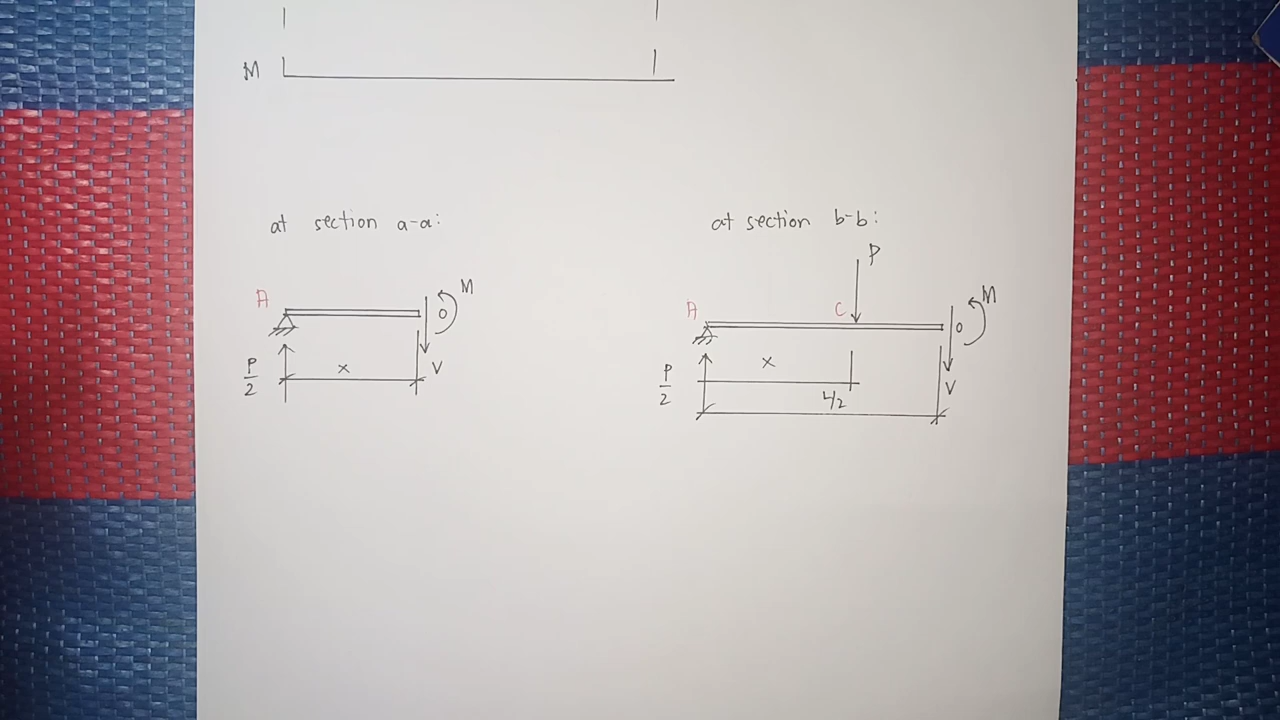 M
at section a-a:
A
M
O
P/2
x
V
at section b-b:
P
A
C
M
O
P/2
x
L/2
V